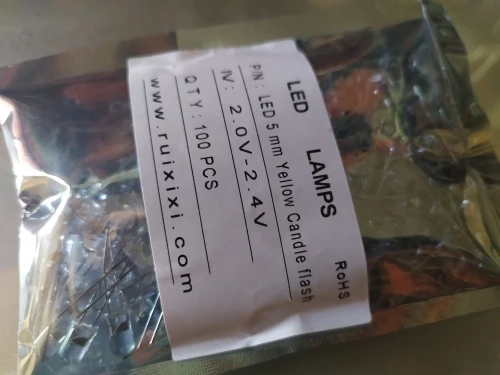 LED LAMPS RoHS
P/N: LED 5 mm Yellow Candle flash
IV: 2.0V-2.4V
QTY: 100 PCS
www.ruixixi.com